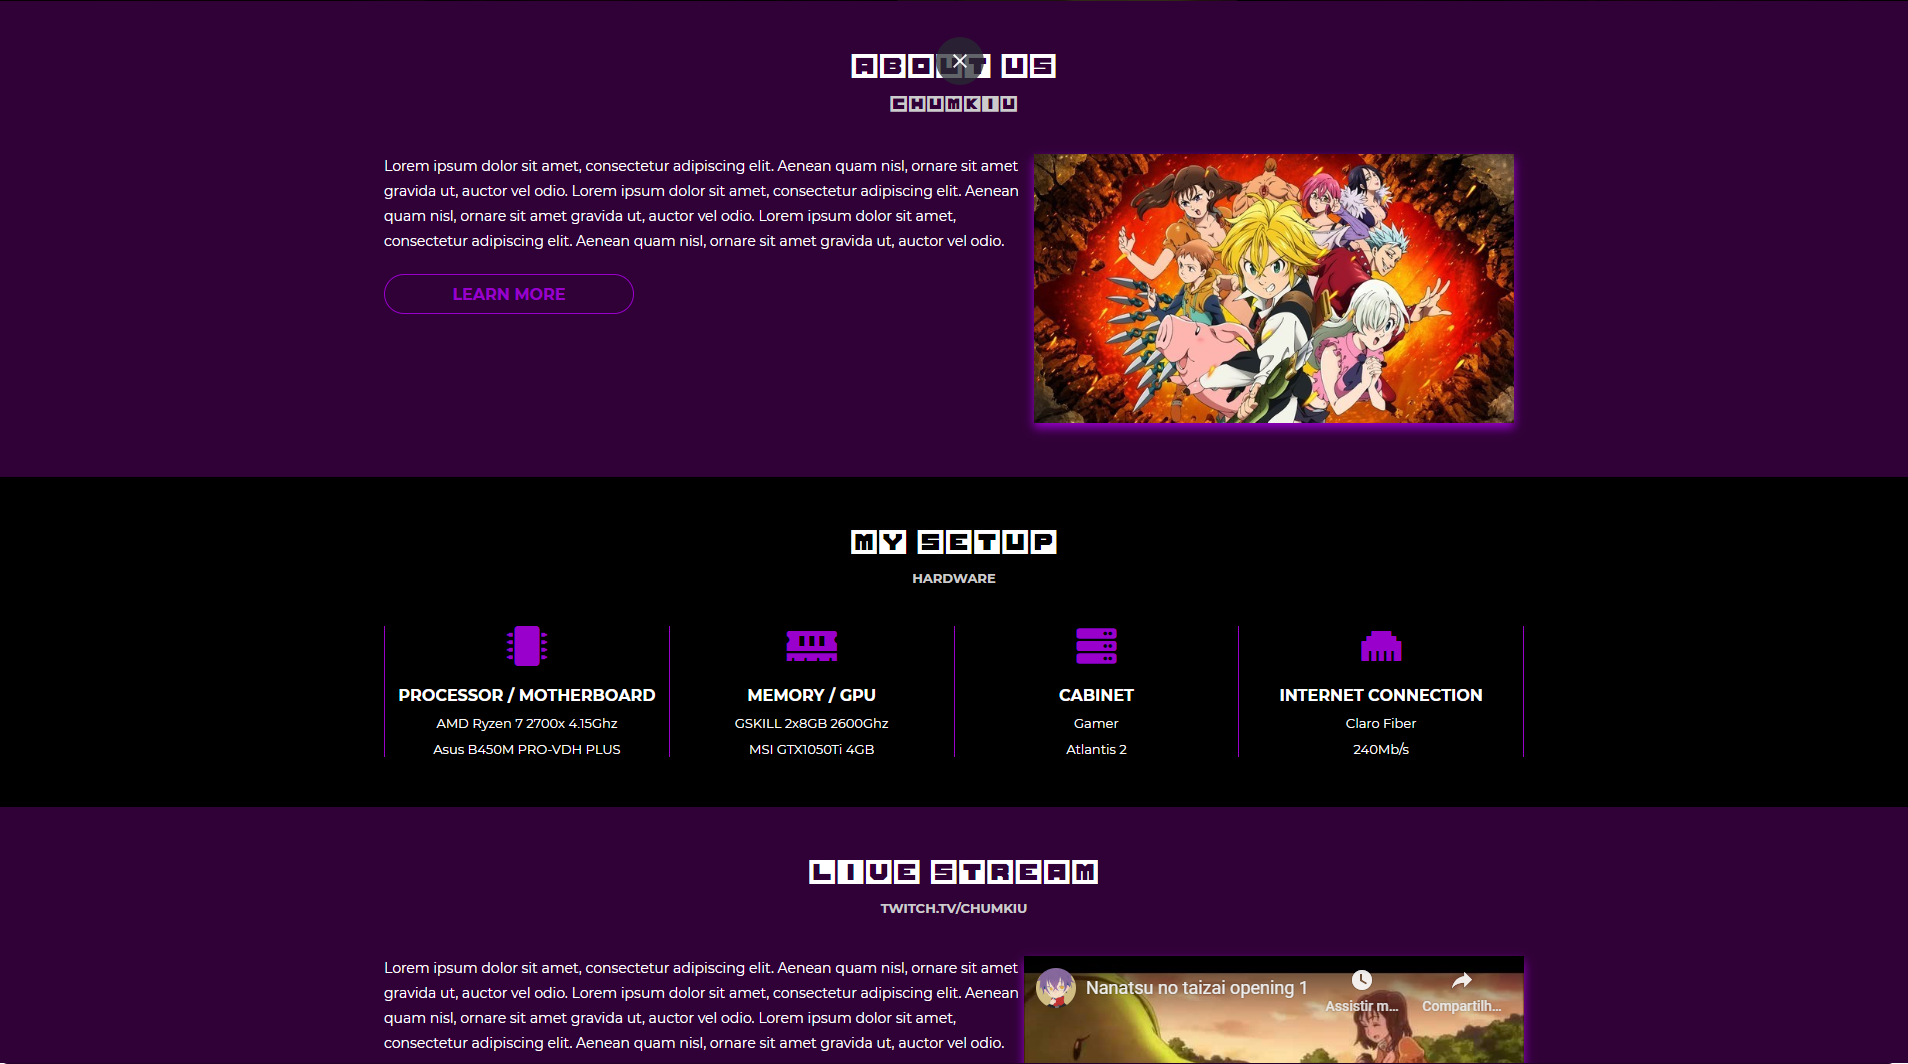 ABOUT US
CHUMKIU
Lorem ipsum dolor sit amet, consectetur adipiscing elit. Aenean quam nisl, ornare sit amet
gravida ut, auctor vel odio. Lorem ipsum dolor sit amet, consectetur adipiscing elit. Aenean
quam nisl, ornare sit amet gravida ut, auctor vel odio. Lorem ipsum dolor sit amet,
consectetur adipiscing elit. Aenean quam nisl, ornare sit amet gravida ut, auctor vel odio.
LEARN MORE
MY SETUP
HARDWARE
PROCESSOR / MOTHERBOARD
AMD Ryzen 7 2700x 4.15Ghz
Asus B450M PRO-VDH PLUS
MEMORY / GPU
GSKILL 2x8GB 2600Ghz
MSI GTX1050Ti 4GB
CABINET
Gamer
Atlantis 2
INTERNET CONNECTION
Claro Fiber
240Mb/s
LIVE STREAM
TWITCH.TV/CHUMKIU
Lorem ipsum dolor sit amet, consectetur adipiscing elit. Aenean quam nisl, ornare sit amet
gravida ut, auctor vel odio. Lorem ipsum dolor sit amet, consectetur adipiscing elit. Aenean
quam nisl, ornare sit amet gravida ut, auctor vel odio. Lorem ipsum dolor sit amet,
consectetur adipiscing elit. Aenean quam nisl, ornare sit amet gravida ut, auctor vel odio.
Nanatsu no taizai opening 1
Assistir m...
Compartilh...